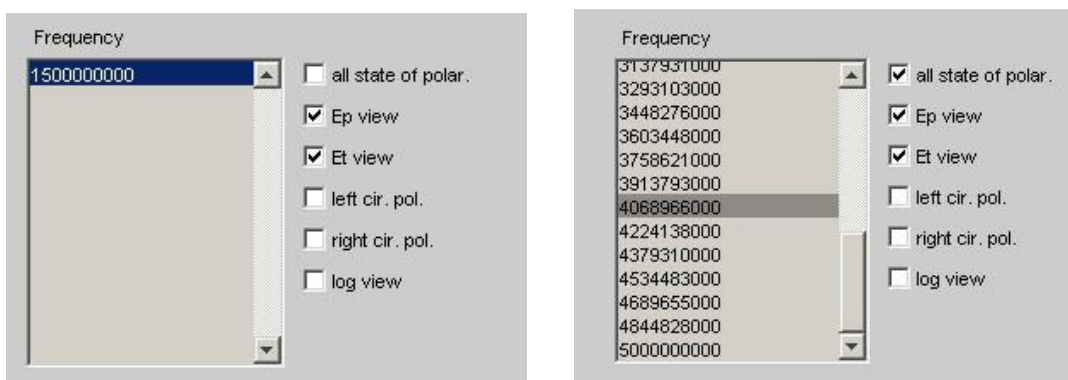 Frequency
1500000000
all state of polar.
Ep view
Et view
left cir. pol.
right cir. pol.
log view
Frequency
3137931000
3293103000
3448276000
3603448000
3758621000
3913793000
4068966000
4224138000
4379310000
4534483000
4689655000
4844828000
5000000000
all state of polar.
Ep view
Et view
left cir. pol.
right cir. pol.
log view